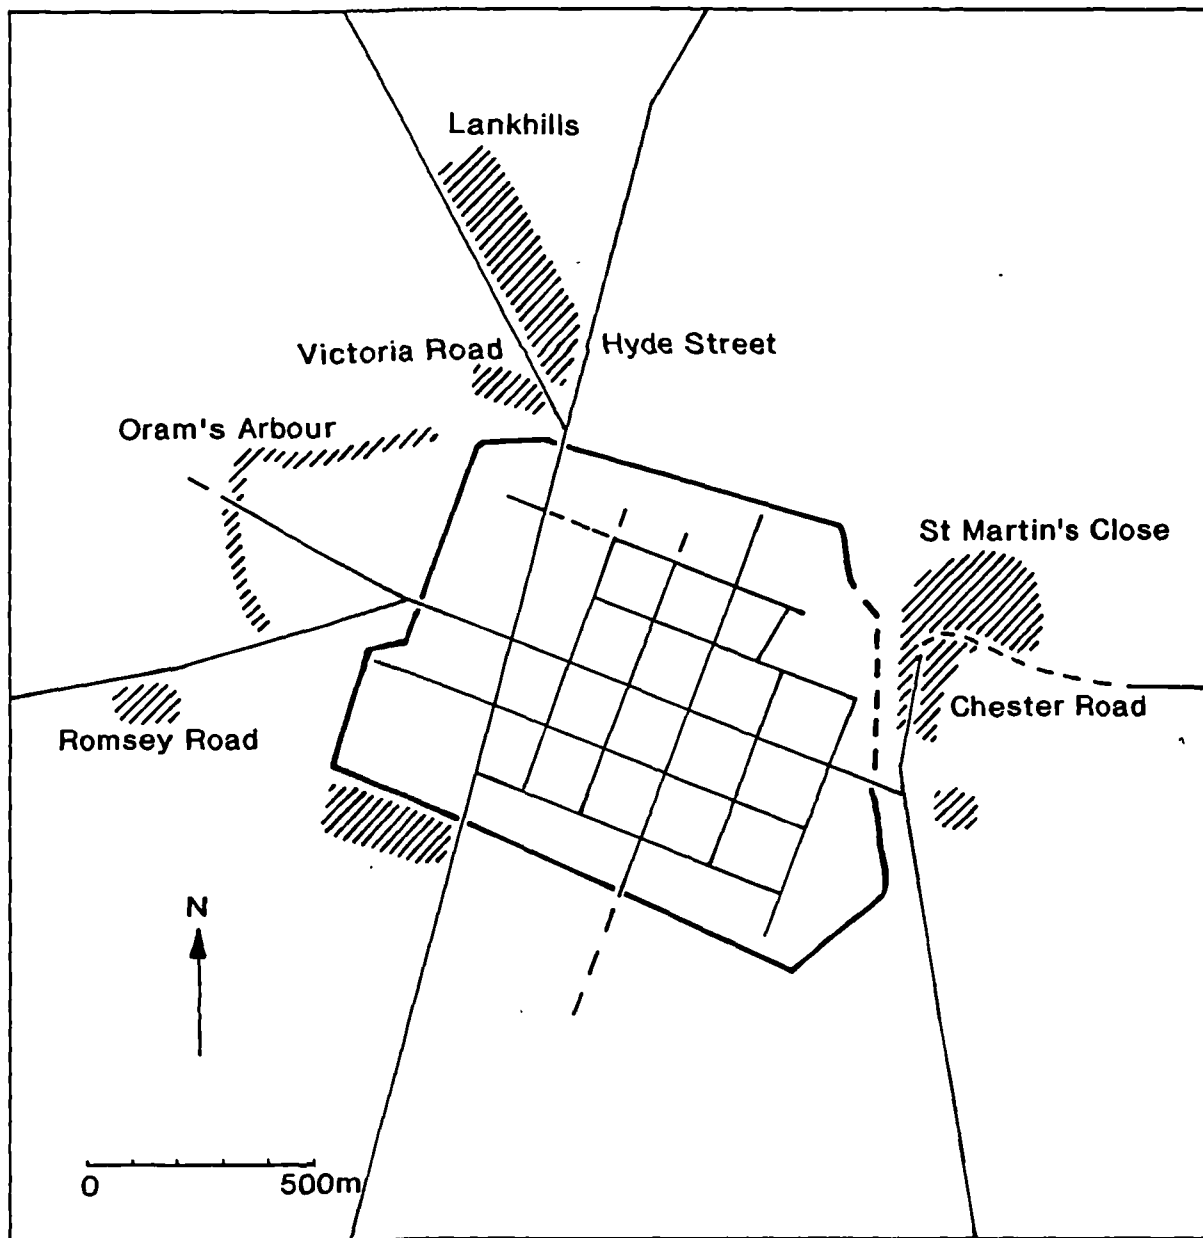 Lankhills
Victoria Road
Hyde Street
Oram's Arbour
St Martin's Close
Chester Road
Romsey Road
N
0 500m